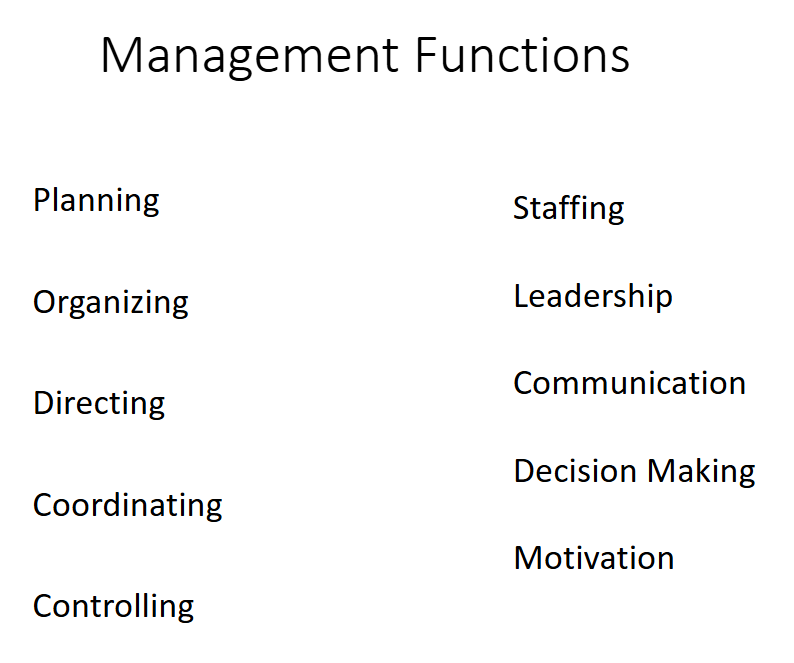 Management Functions
Planning
Organizing
Directing
Coordinating
Controlling
Staffing
Leadership
Communication
Decision Making
Motivation